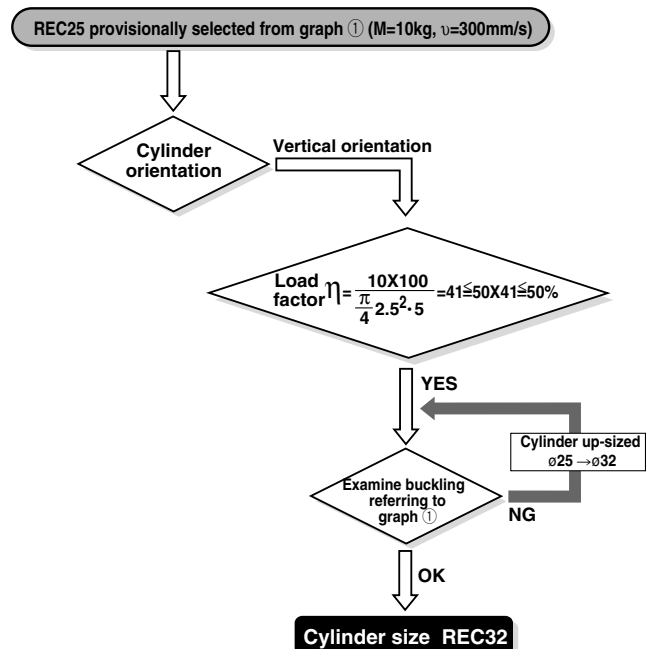 REC25 provisionally selected from graph ① (M=10kg, υ=300mm/s)
Cylinder
orientation
Vertical orientation
Load
factor η= 10X100 / π/4 2.5²·5 =41≦50X41≦50%
YES
Cylinder up-sized
ø25 →ø32
Examine buckling
referring to
graph ①
NG
OK
Cylinder size REC32